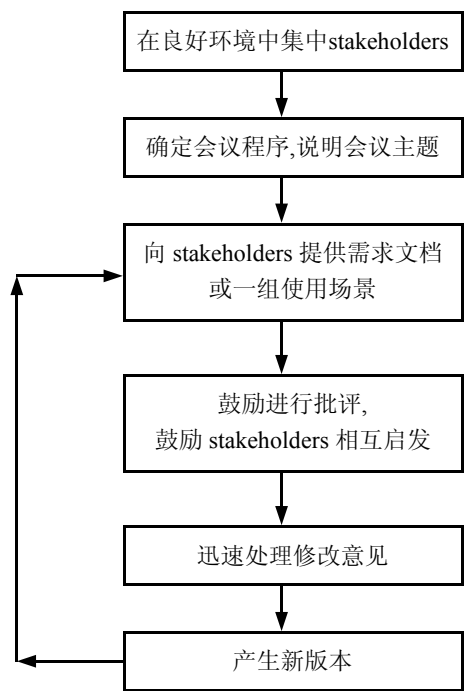 在良好环境中集中stakeholders
确定会议程序,说明会议主题
向 stakeholders 提供需求文档
或一组使用场景
鼓励进行批评,
鼓励 stakeholders 相互启发
迅速处理修改意见
产生新版本